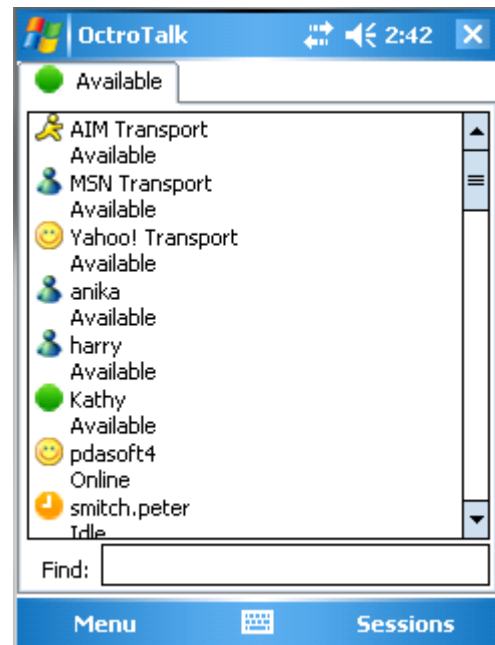 OctroTalk 2:42
Available
AIM Transport
Available
MSN Transport
Available
Yahoo! Transport
Available
anika
Available
harry
Available
Kathy
Available
pdasoft4
Online
smitch.peter
Idle
Find:
Menu Sessions